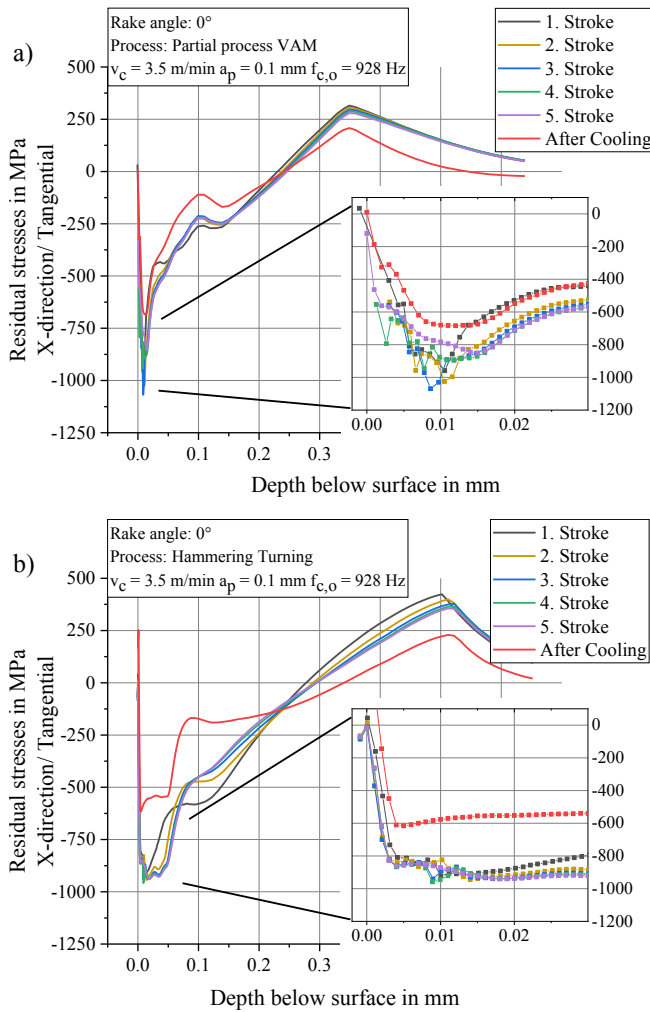 a)
Rake angle: 0°
Process: Partial process VAM
v_c = 3.5 m/min a_p = 0.1 mm f_c,o = 928 Hz
1. Stroke
2. Stroke
3. Stroke
4. Stroke
5. Stroke
After Cooling
Residual stresses in MPa
X-direction/ Tangential
500
250
0
-250
-500
-750
-1000
-1250
0.0
0.1
0.2
0.3
Depth below surface in mm
0
-200
-400
-600
-800
-1000
-1200
0.00
0.01
0.02
b)
Rake angle: 0°
Process: Hammering Turning
v_c = 3.5 m/min a_p = 0.1 mm f_c,o = 928 Hz
1. Stroke
2. Stroke
3. Stroke
4. Stroke
5. Stroke
After Cooling
Residual stresses in MPa
X-direction/ Tangential
500
250
0
-250
-500
-750
-1000
-1250
0.0
0.1
0.2
0.3
Depth below surface in mm
0
-200
-400
-600
-800
-1000
-1200
0.00
0.01
0.02